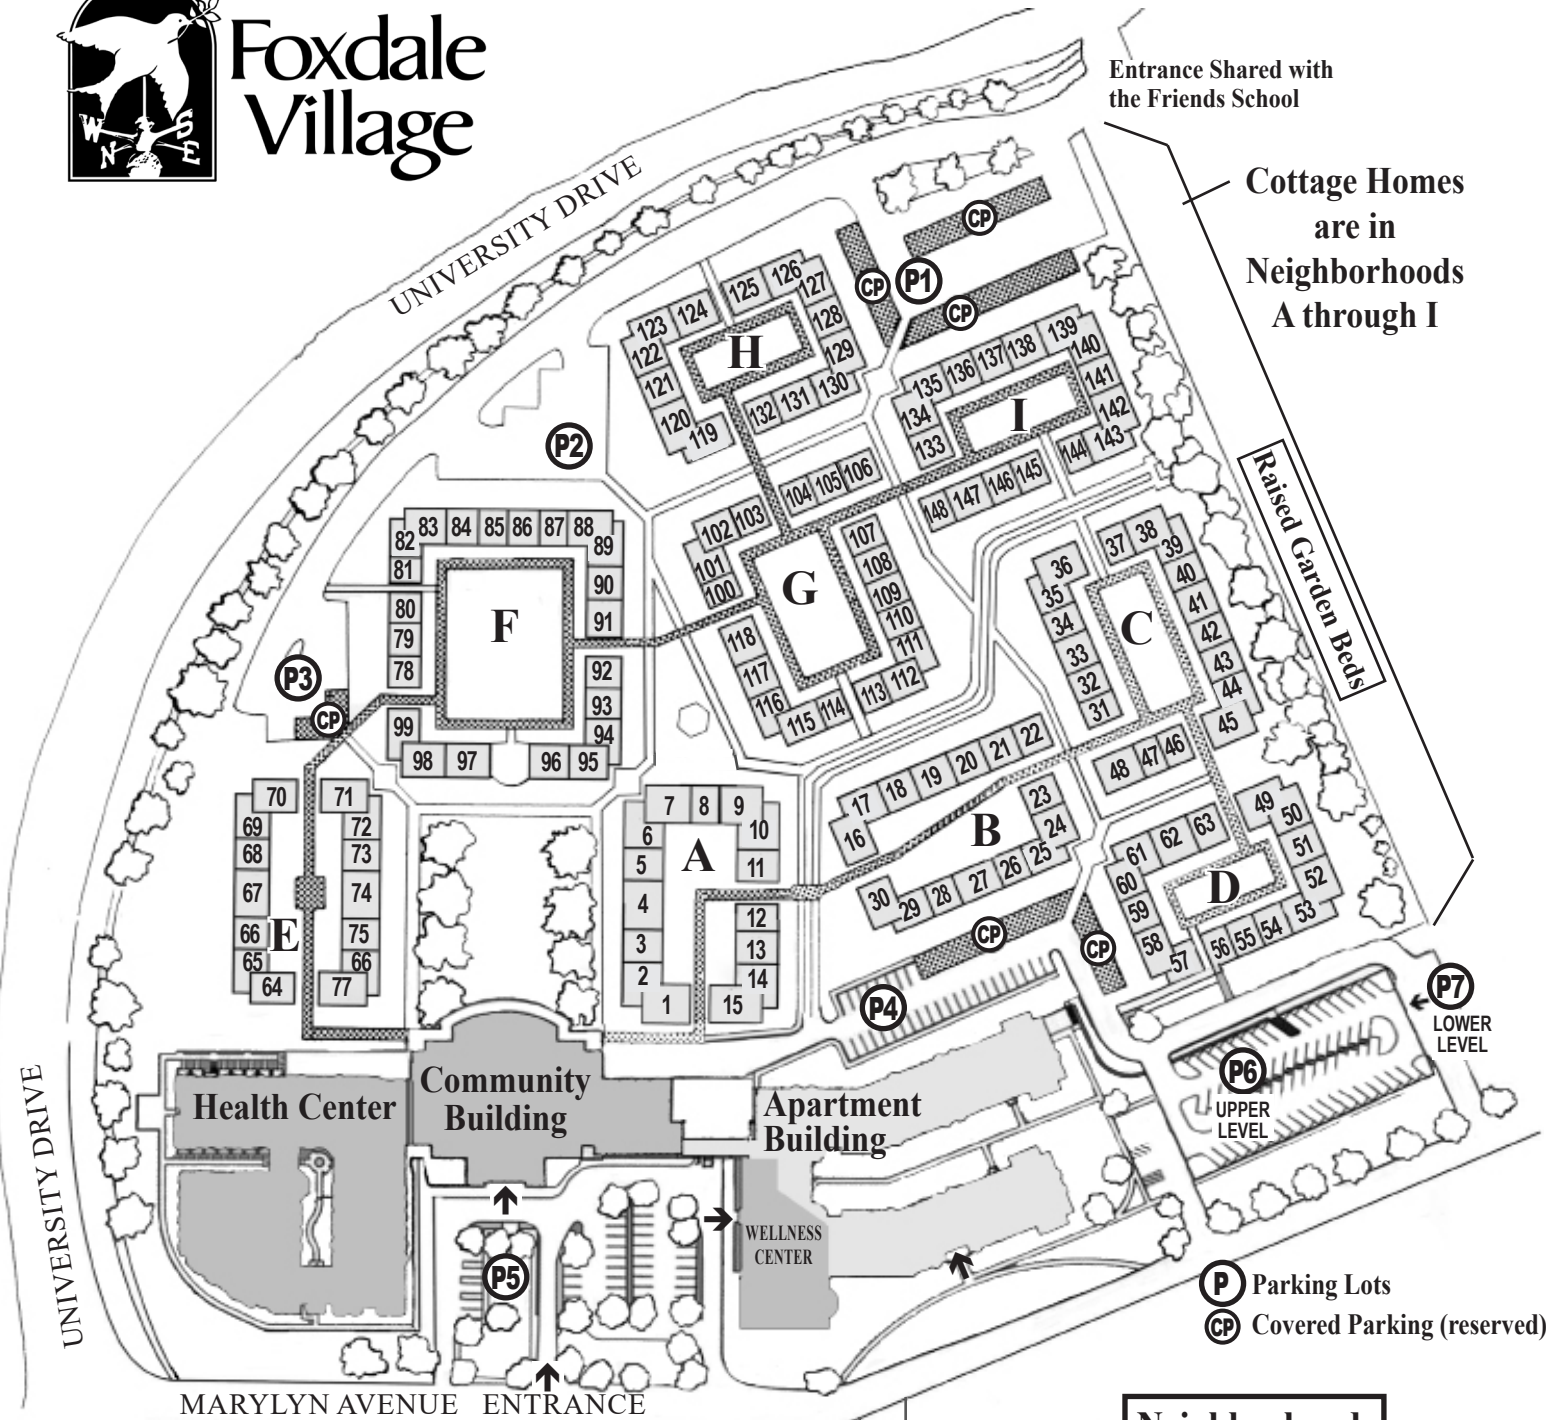 Foxdale
Village
W
S
N
E
Entrance Shared with
the Friends School
Cottage Homes
are in
Neighborhoods
A through I
UNIVERSITY DRIVE
CP
CP
P1
CP
123
124
125
126
127
122
128
121
H
129
120
119
132
131
130
135
136
137
138
139
140
134
141
I
142
133
144
143
148
147
146
145
P2
104
105
106
102
103
107
101
108
100
G
109
110
118
111
117
112
116
113
115
114
Raised Garden Beds
83
84
85
86
87
88
82
89
81
90
80
F
91
79
78
92
93
99
94
98
97
96
95
P3
CP
37
38
36
39
35
40
34
C
41
33
42
32
43
31
44
45
48
47
46
70
71
69
72
68
73
67
74
66
E
75
65
66
64
77
7
8
9
6
10
5
A
11
4
12
3
13
2
14
1
15
17
18
19
20
21
22
16
B
23
24
30
29
28
27
26
25
49
50
61
62
63
51
60
D
52
59
53
58
57
56
55
54
CP
CP
P4
P7
LOWER
LEVEL
P6
UPPER
LEVEL
Health Center
Community
Building
Apartment
Building
WELLNESS
CENTER
P5
UNIVERSITY DRIVE
P Parking Lots
CP Covered Parking (reserved)
MARYLYN AVENUE ENTRANCE